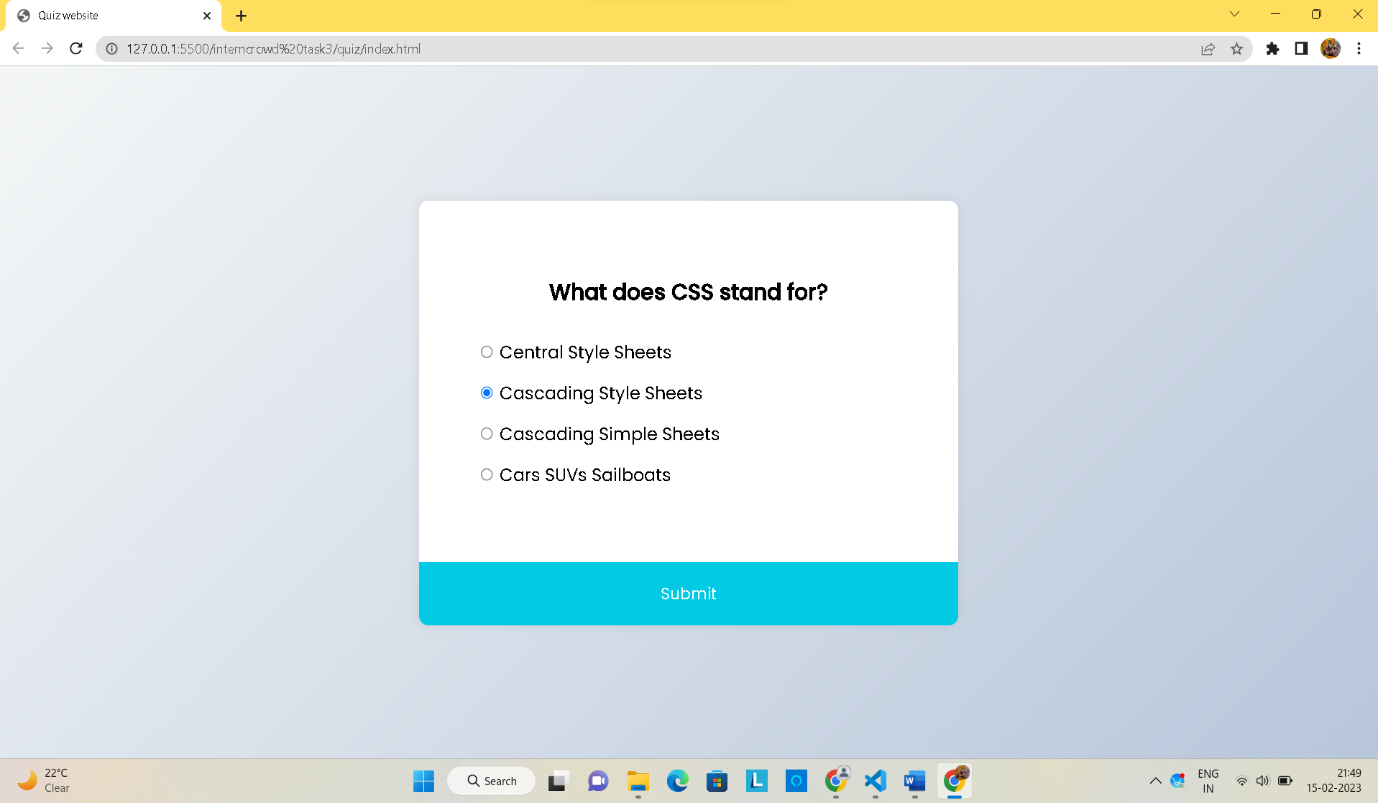 Quiz website
127.0.0.1:5500/interncrowd%20task3/quiz/index.html
What does CSS stand for?
Central Style Sheets
Cascading Style Sheets
Cascading Simple Sheets
Cars SUVs Sailboats
Submit
22°C
Clear
Search
ENG
IN
21:49
15-02-2023